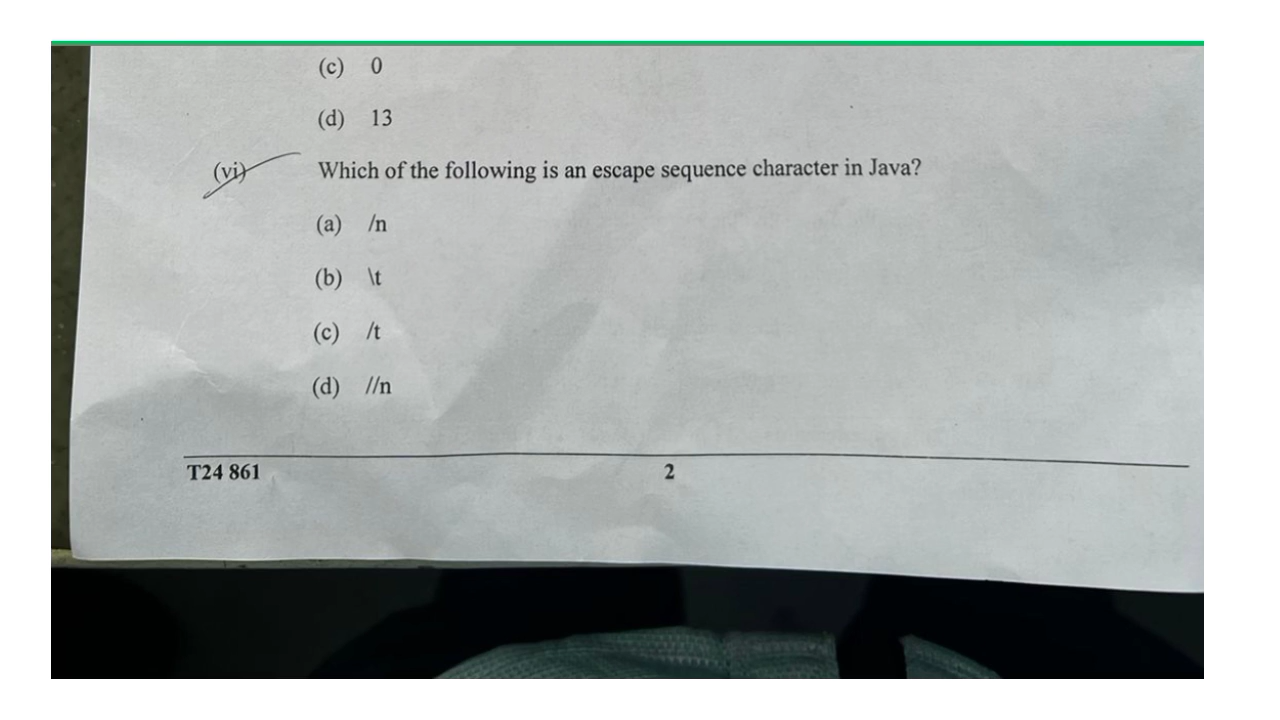 (c) 0
(d) 13
(vi) Which of the following is an escape sequence character in Java?
(a) /n
(b) \t
(c) /t
(d) //n
T24 861 2